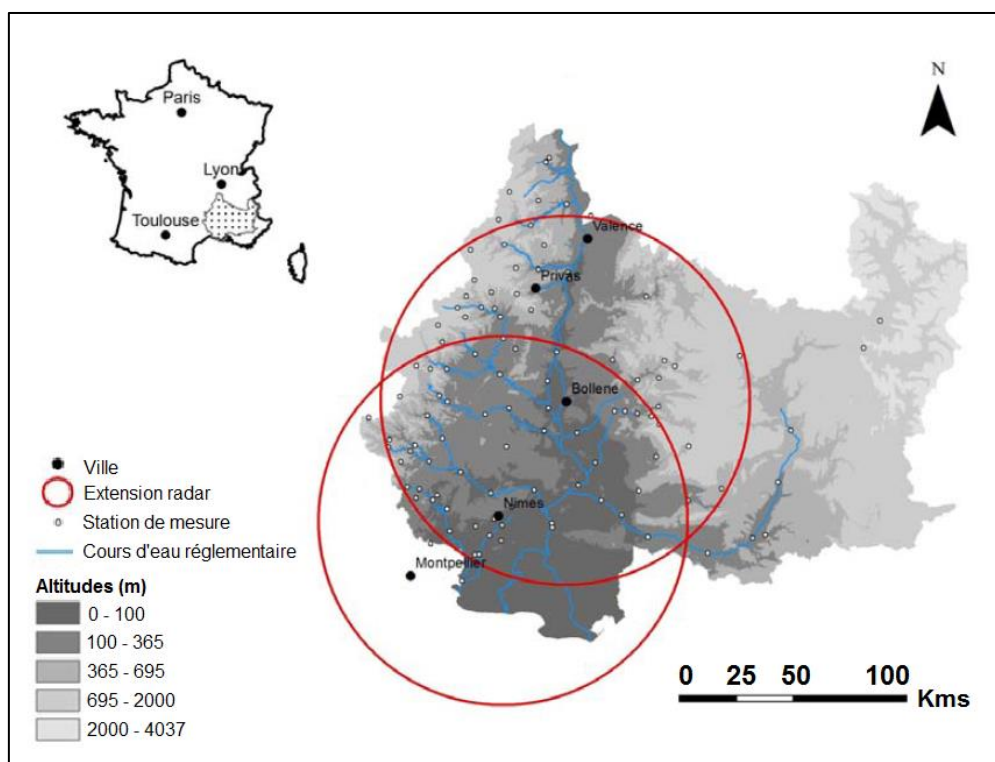 Paris
Lyon
Toulouse
N
Valence
Privas
Bollene
Nimes
Montpellier
Ville
Extension radar
Station de mesure
Cours d'eau réglementaire
Altitudes (m)
0 - 100
100 - 365
365 - 695
695 - 2000
2000 - 4037
0 25 50 100
Kms